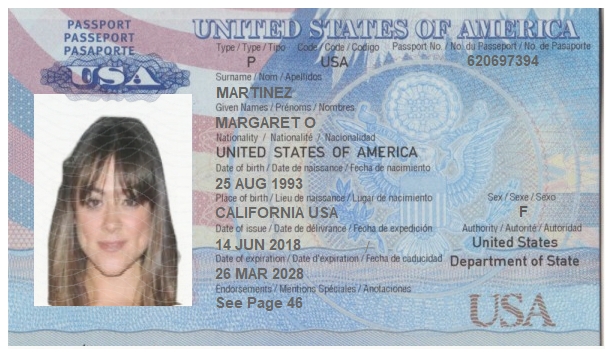 PASSPORT
PASSEPORT
PASAPORTE
USA
UNITED STATES OF AMERICA
Type / Type / Tipo Code / Code / Codigo Passport No. / No. du Passeport / No. de Pasaporte
P USA 620697394
Surname / Nom / Apellidos
MARTINEZ
Given Names / Prénoms / Nombres
MARGARET O
Nationality / Nationalité / Nacionalidad
UNITED STATES OF AMERICA
Date of birth / Date de naissance / Fecha de nacimiento
25 AUG 1993
Place of birth / Lieu de naissance / Lugar de nacimiento Sex / Sexe / Sexo
CALIFORNIA USA F
Date of issue / Date de délivrance / Fecha de expedición Authority / Autorité / Autoridad
14 JUN 2018 United States
Date of expiration / Date d'expiration / Fecha de caducidad Department of State
26 MAR 2028
Endorsements / Mentions Spéciales / Anotaciones
See Page 46
USA